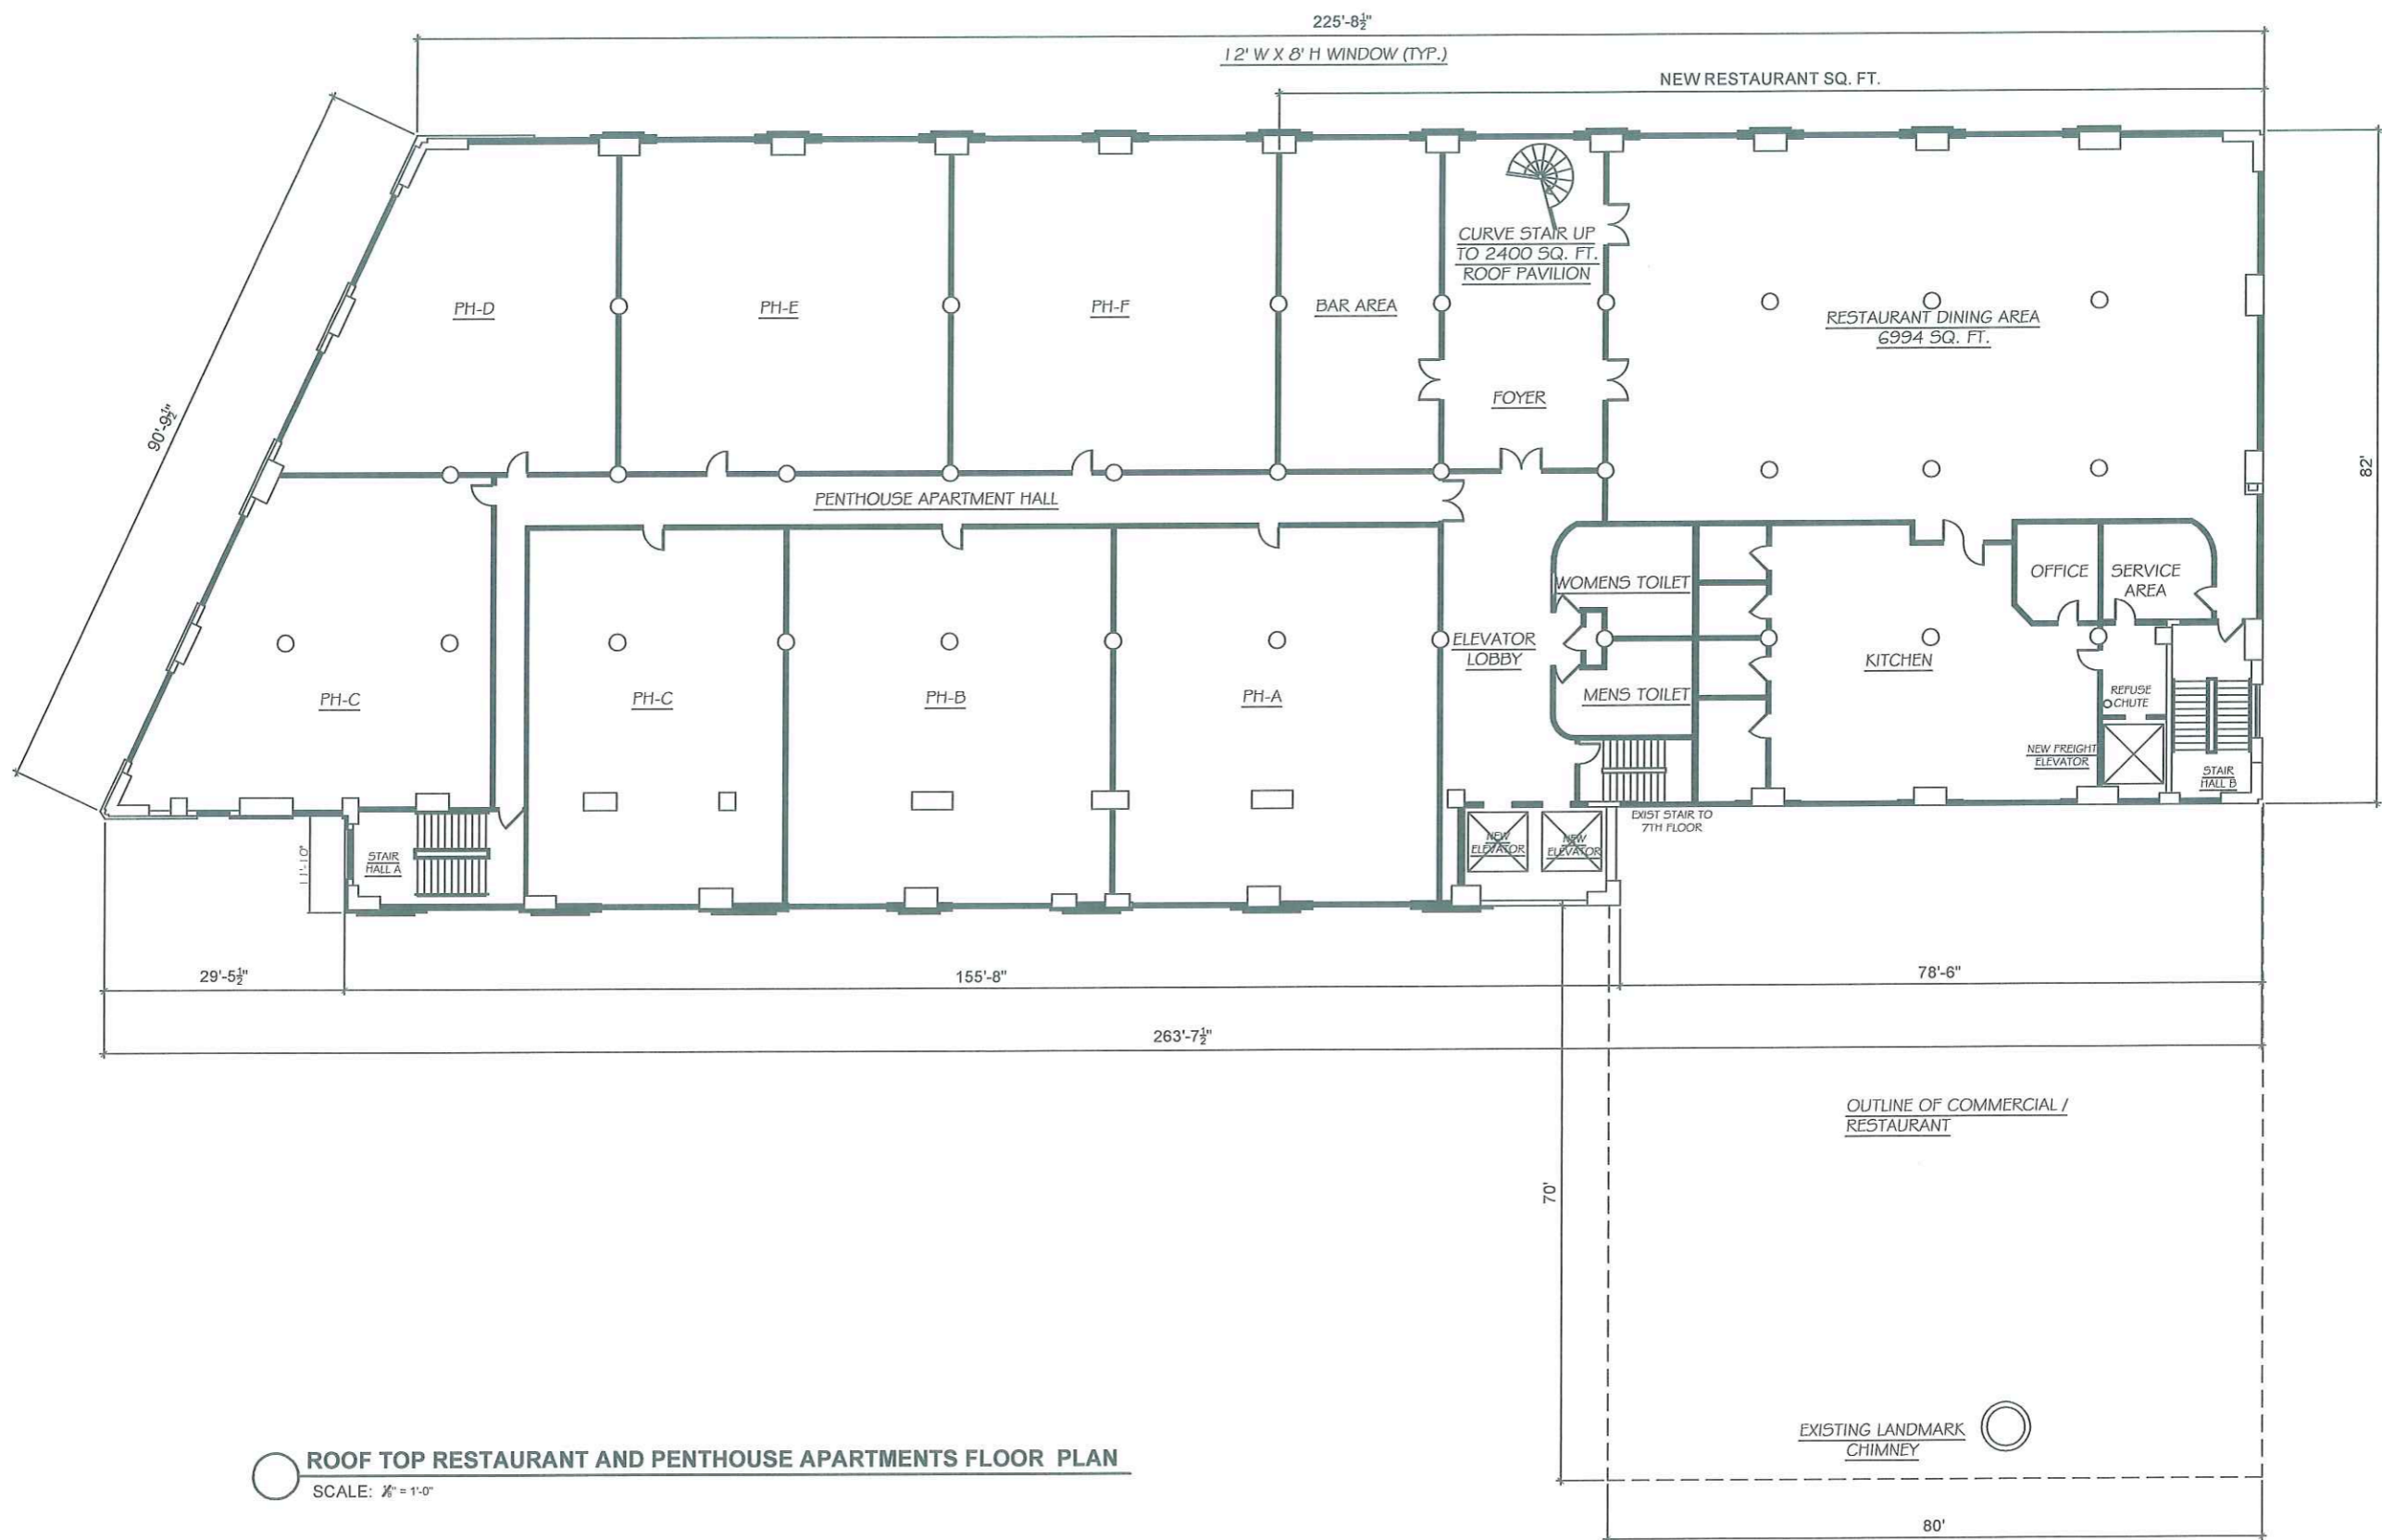 225'-8½"
12' W X 8' H WINDOW (TYP.)
NEW RESTAURANT SQ. FT.
90'-9½"
82'
PH-D
PH-E
PH-F
BAR AREA
CURVE STAIR UP
TO 2400 SQ. FT.
ROOF PAVILION
FOYER
RESTAURANT DINING AREA
6994 SQ. FT.
PENTHOUSE APARTMENT HALL
WOMENS TOILET
OFFICE
SERVICE
AREA
ELEVATOR
LOBBY
KITCHEN
PH-C
PH-C
PH-B
PH-A
MENS TOILET
REFUSE
CHUTE
NEW FREIGHT
ELEVATOR
STAIR
HALL B
EXIST STAIR TO
7TH FLOOR
NEW
ELEVATOR
NEW
ELEVATOR
STAIR
HALL A
11'-10"
29'-5½"
155'-8"
78'-6"
263'-7½"
OUTLINE OF COMMERCIAL /
RESTAURANT
70'
EXISTING LANDMARK
CHIMNEY
80'
ROOF TOP RESTAURANT AND PENTHOUSE APARTMENTS FLOOR PLAN
SCALE: " = 1'-0"